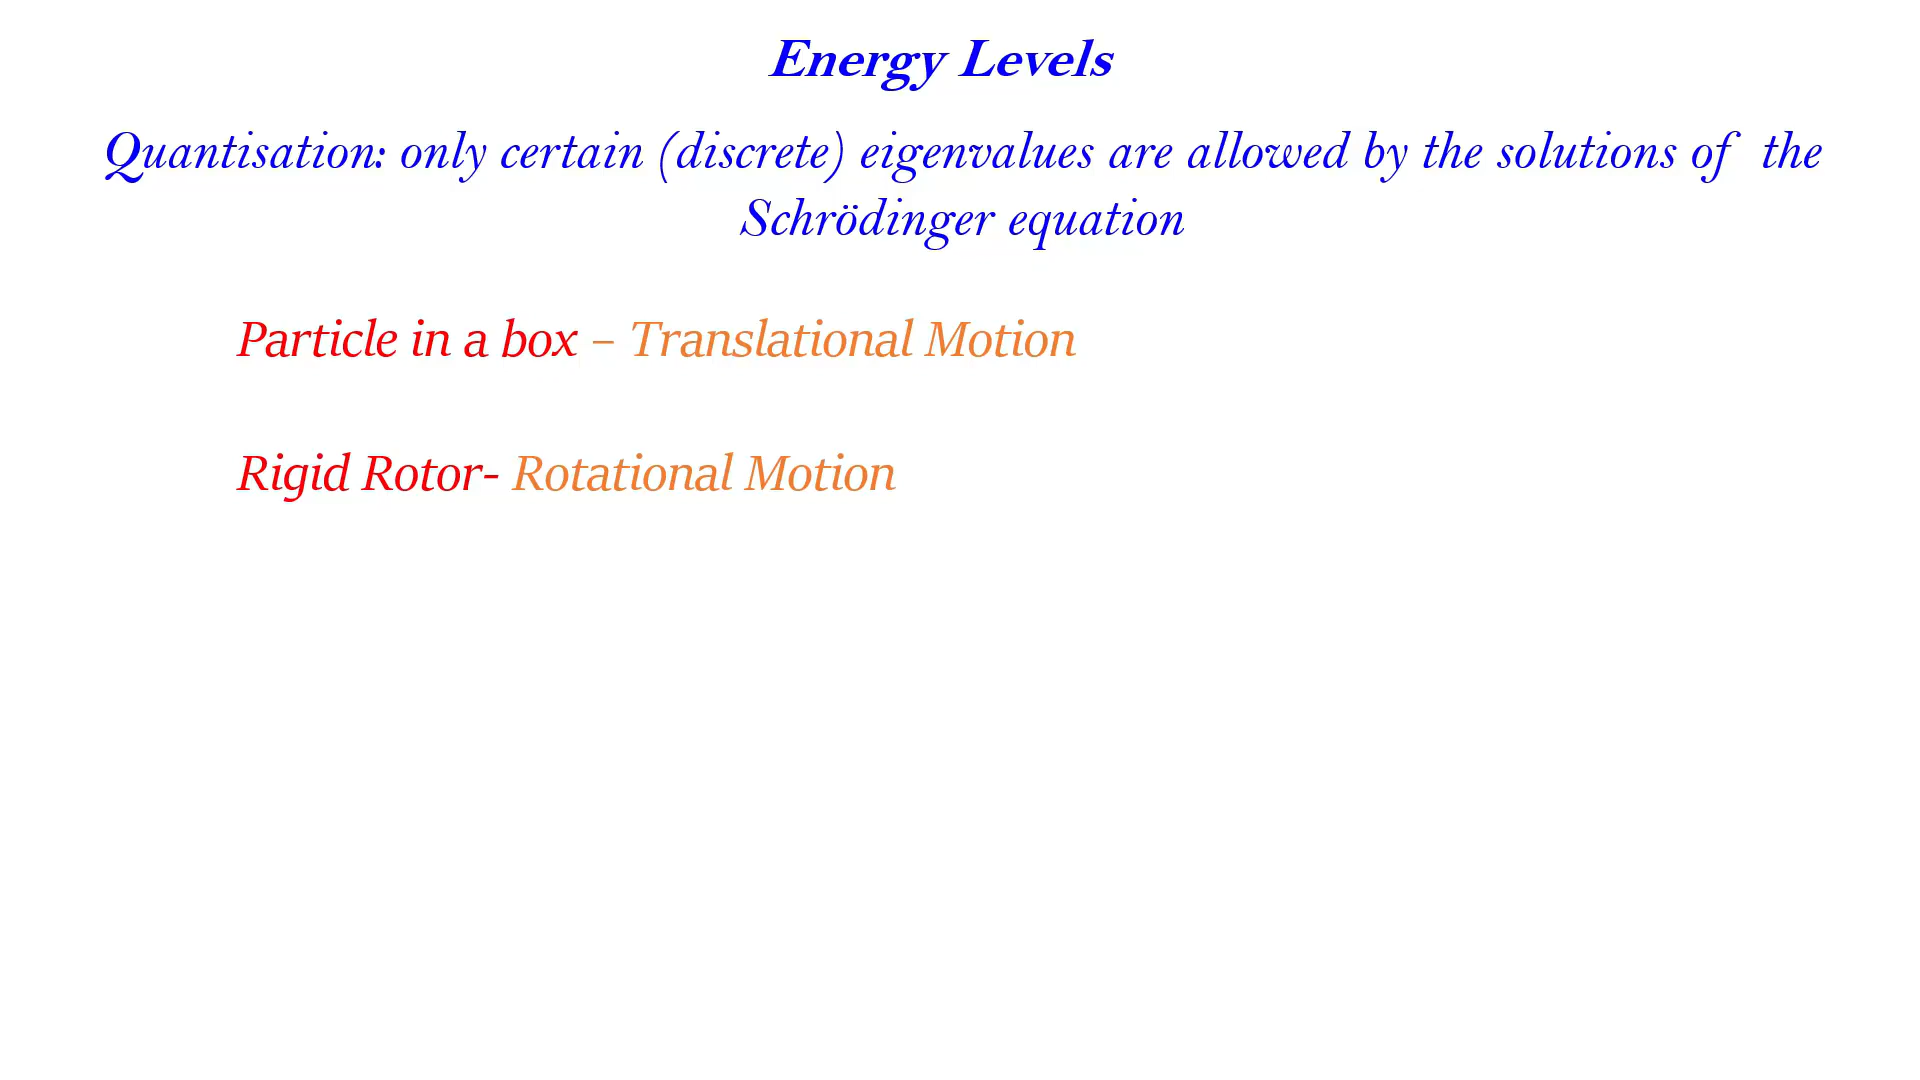 Energy Levels
Quantisation: only certain (discrete) eigenvalues are allowed by the solutions of the
Schrödinger equation
Particle in a box – Translational Motion
Rigid Rotor- Rotational Motion